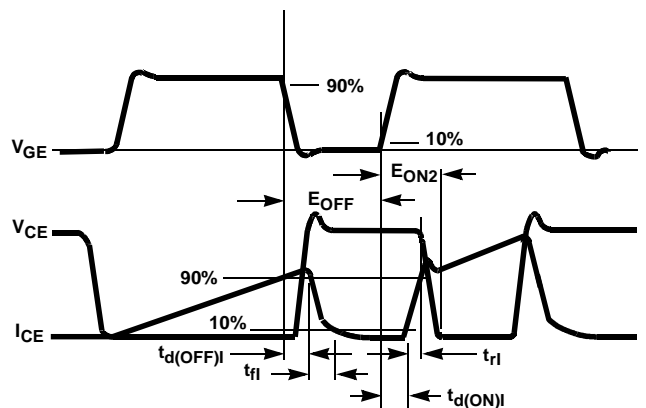 90%
V_GE
10%
E_ON2
E_OFF
V_CE
90%
10%
I_CE
t_d(OFF)I
t_rI
t_fI
t_d(ON)I